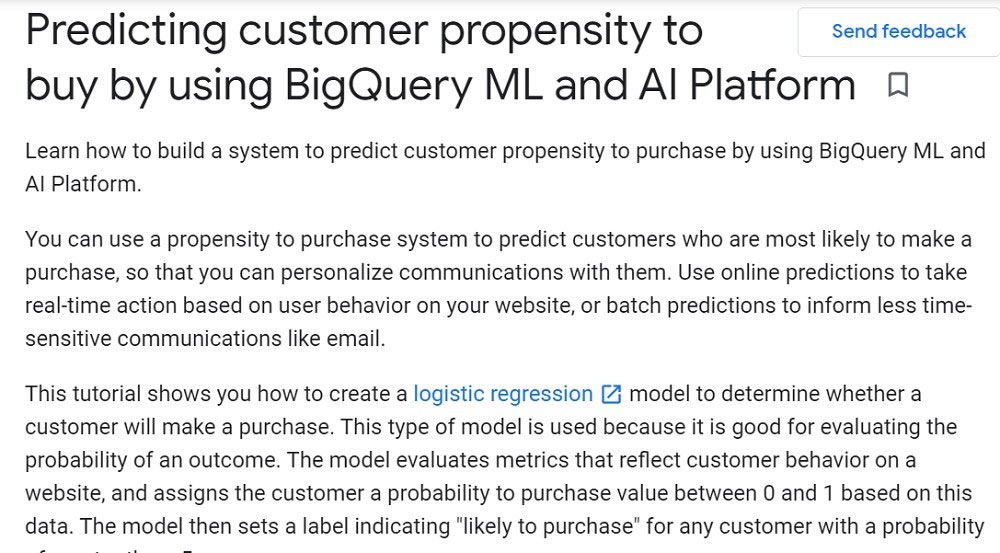 Predicting customer propensity to
buy by using BigQuery ML and AI Platform
Send feedback
Learn how to build a system to predict customer propensity to purchase by using BigQuery ML and
AI Platform.
You can use a propensity to purchase system to predict customers who are most likely to make a
purchase, so that you can personalize communications with them. Use online predictions to take
real-time action based on user behavior on your website, or batch predictions to inform less time-
sensitive communications like email.
This tutorial shows you how to create a logistic regression model to determine whether a
customer will make a purchase. This type of model is used because it is good for evaluating the
probability of an outcome. The model evaluates metrics that reflect customer behavior on a
website, and assigns the customer a probability to purchase value between 0 and 1 based on this
data. The model then sets a label indicating "likely to purchase" for any customer with a probability